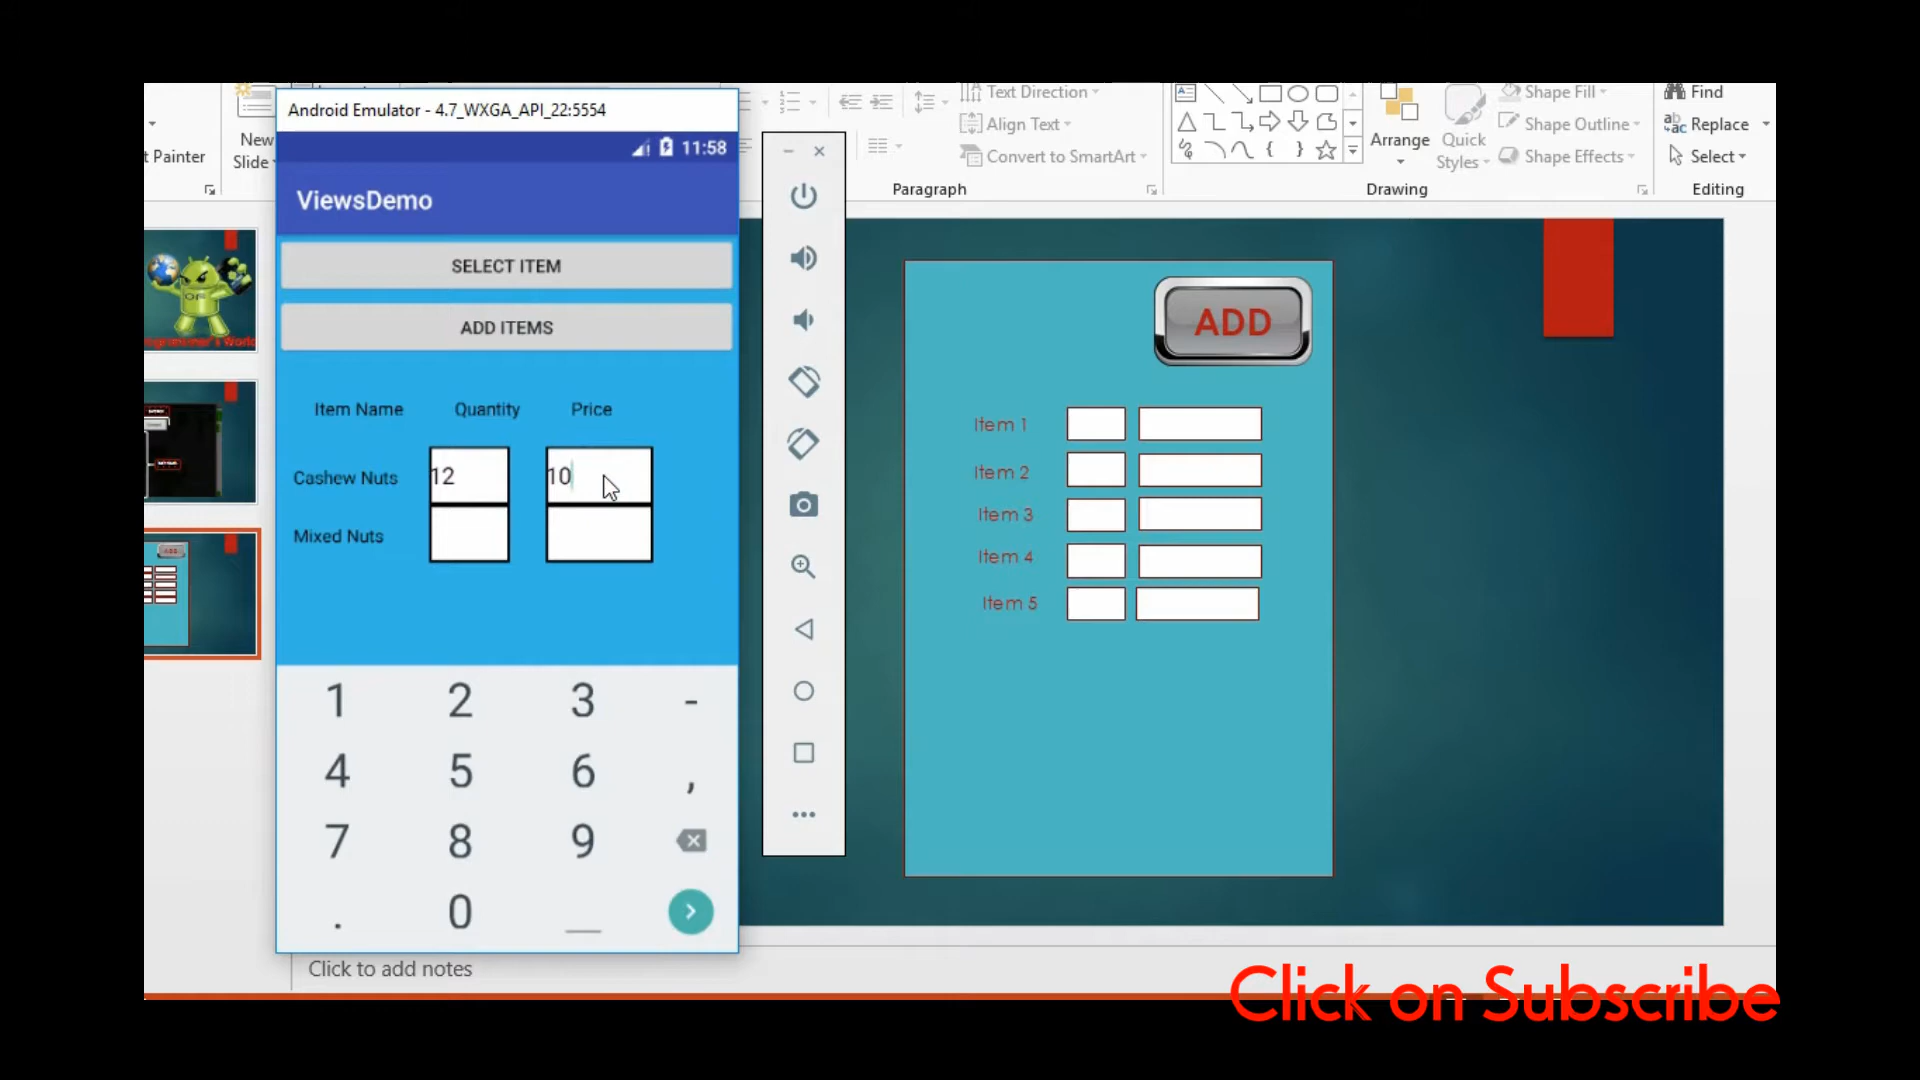 Android Emulator - 4.7_WXGA_API_22:5554
11:58
ViewsDemo
SELECT ITEM
ADD ITEMS
Item Name Quantity Price
Cashew Nuts 12 10
Mixed Nuts
1 2 3 -
4 5 6 ,
7 8 9
. 0
t Painter
New
Slide
Text Direction
Align Text
Convert to SmartArt
Paragraph
Arrange
Quick
Styles
Shape Fill
Shape Outline
Shape Effects
Drawing
Find
Replace
Select
Editing
ADD
Item 1
Item 2
Item 3
Item 4
Item 5
Click to add notes
Click on Subscribe